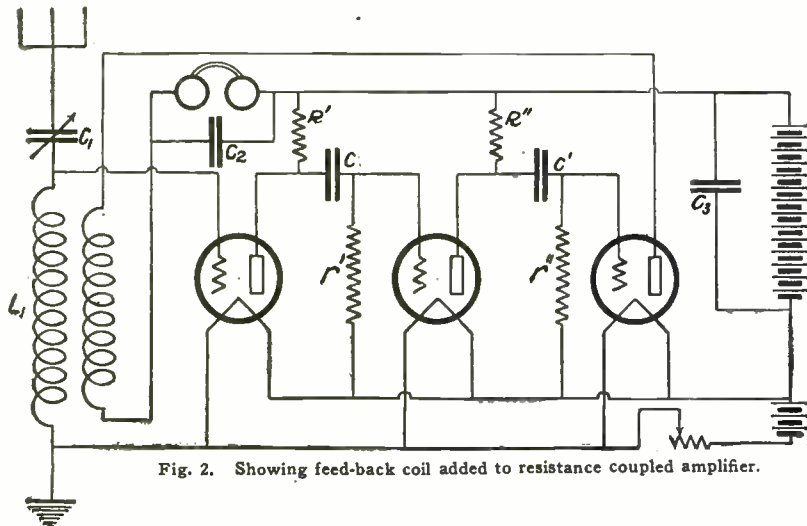 C₁
C₂
R'
C
R"
C'
C₃
L₁
r'
r"
Fig. 2. Showing feed-back coil added to resistance coupled amplifier.